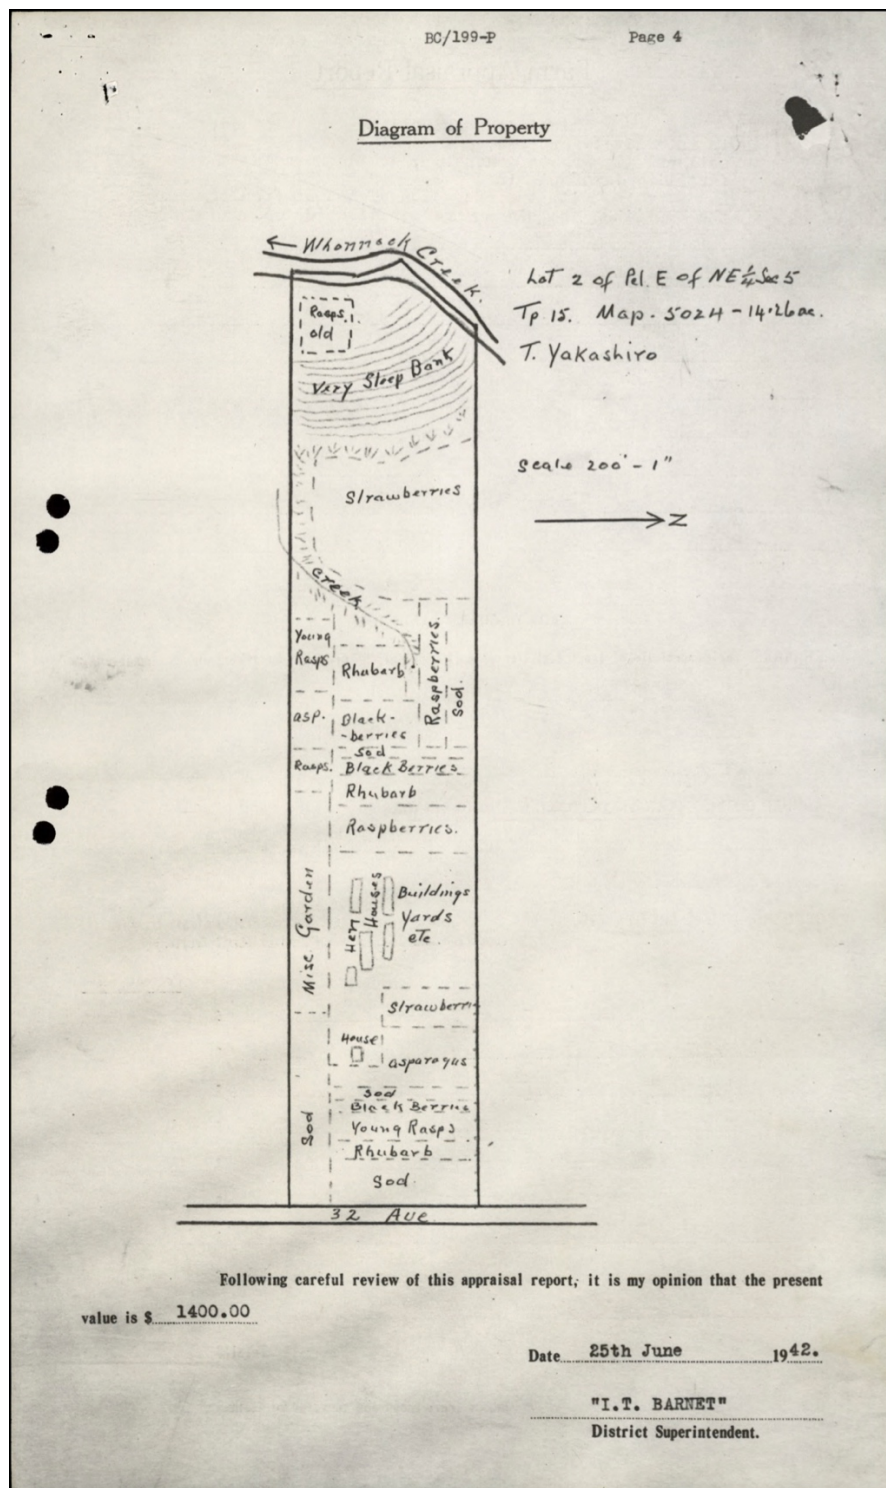 BC/199-P Page 4
Diagram of Property
← Whonnock Creek.
Lot 2 of Pcl. E of NE ¼ Sec 5
Tp 15. Map. 5024 - 14.26 ac.
T. Yakashiro
Rasps.
old
Very Steep Bank
Scale 200' - 1"
Strawberries
N
Creek
Young
Rasps
Rhubarb
Raspberries.
Sod.
asp.
Black-
-berries
Sod
Rasps.
Black Berries
Rhubarb
Raspberries.
Misc Garden
Hen Houses
Buildings
Yards
etc.
Strawberri
House
asparagus
Sod
Sod
Black Berries
Young Rasps
Rhubarb
Sod
32 Ave
Following careful review of this appraisal report, it is my opinion that the present
value is $ 1400.00
Date 25th June 1942.
"I.T. BARNET"
District Superintendent.